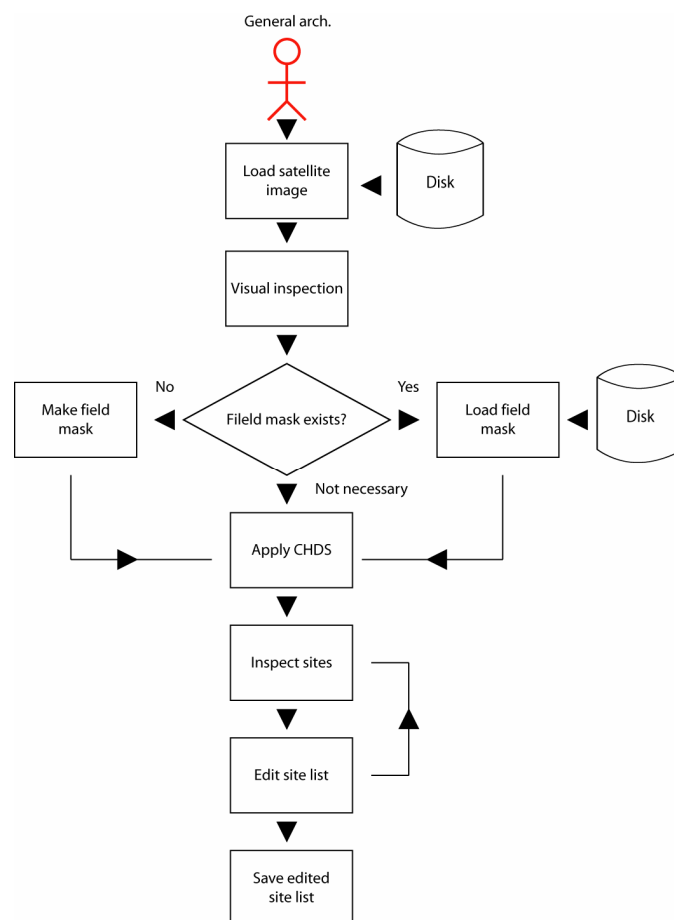 General arch.
Load satellite
image
Disk
Visual inspection
No
Yes
Make field
mask
Fileld mask exists?
Load field
mask
Disk
Not necessary
Apply CHDS
Inspect sites
Edit site list
Save edited
site list